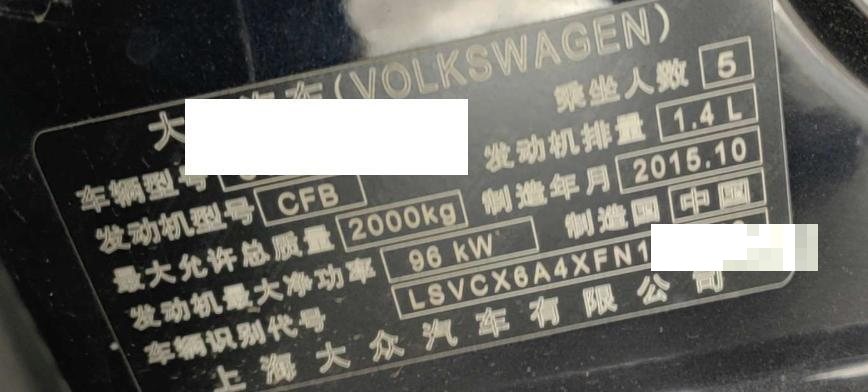 大 汽车(VOLKSWAGEN)
乘坐人数 5
车辆型号
发动机排量 1.4 L
发动机型号 CFB
制造年月 2015.10
最大允许总质量 2000kg
制造国 中国
发动机最大净功率 96 kW
车辆识别代号 LSVCX6A4XFN1
上海大众汽车有限公司